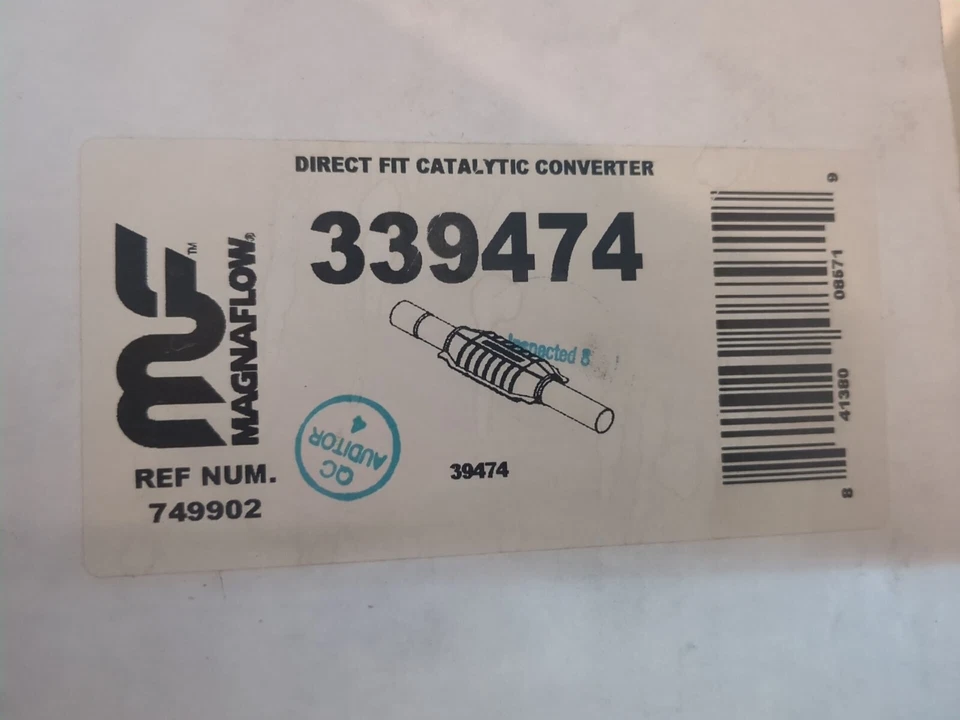 DIRECT FIT CATALYTIC CONVERTER
339474
MF™
MAGNAFLOW®
REF NUM.
749902
Inspected 8
QC
AUDITOR
4
39474
8 41380 08571 9